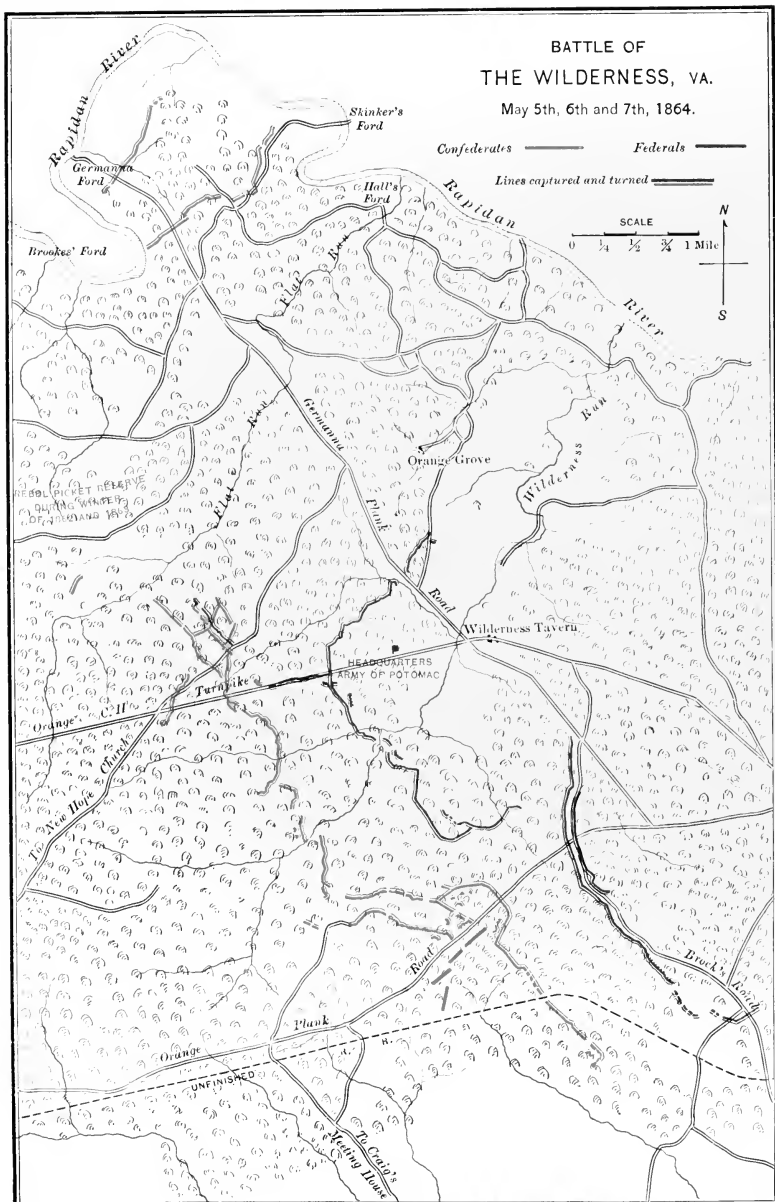 BATTLE OF
THE WILDERNESS, VA.
May 5th, 6th and 7th, 1864.
Confederates
Federals
Lines captured and turned
SCALE
0 ¼ ½ ¾ 1 Mile
N
S
Rapidan River
Skinker's
Ford
Germanna
Ford
Hall's
Ford
Rapidan
River
Brookes' Ford
Flat Run
Flat Run
Germanna
Plank
Road
Orange Grove
Wilderness Run
REBEL PICKET RESERVE
DURING WINTER
OF AND
Wilderness Tavern
HEADQUARTERS
ARMY OF POTOMAC
Orange C H Turnpike
To New Hope Church
Orange Plank Road
Brock's Road
UNFINISHED R. R.
To Craig's
Meeting House